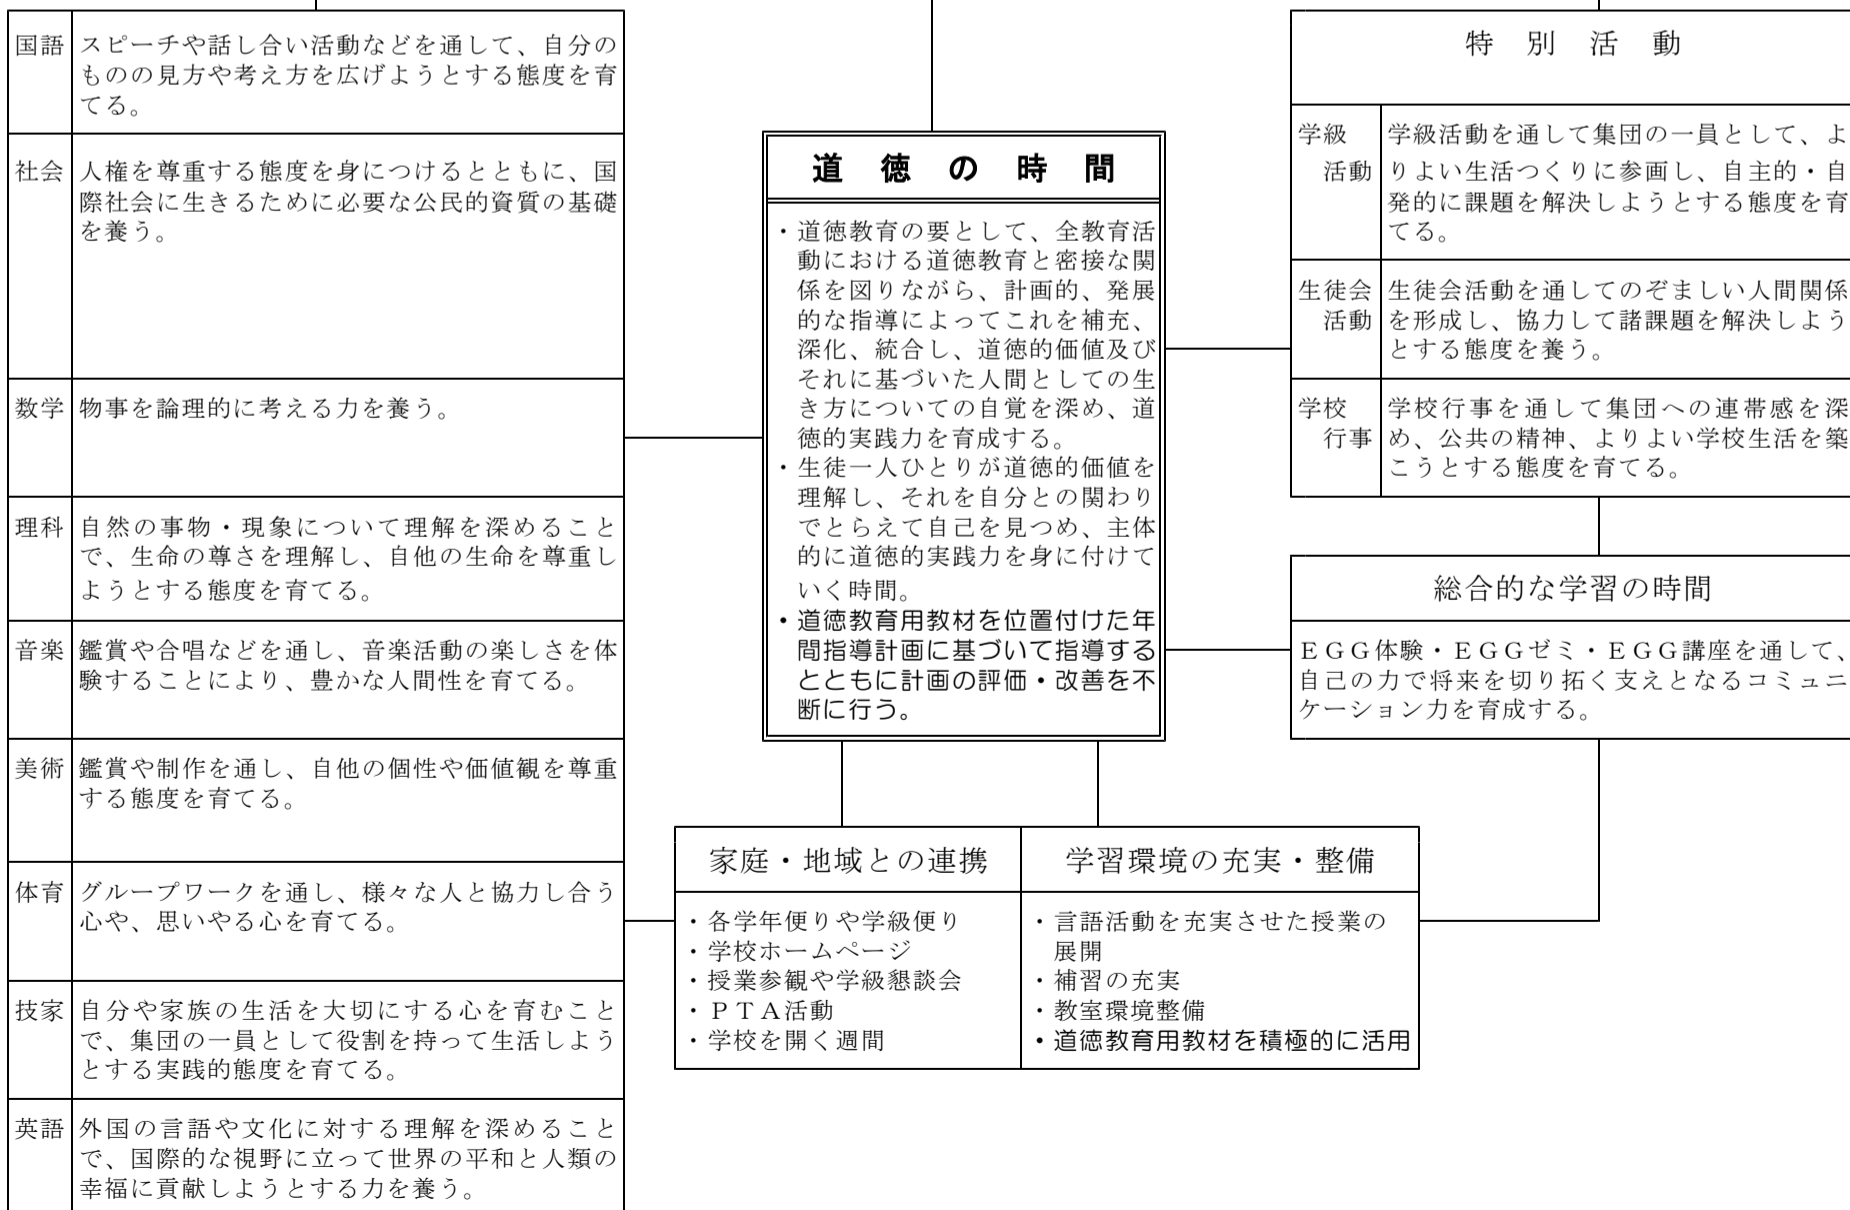 国語 スピーチや話し合い活動などを通して、自分の
ものの見方や考え方を広げようとする態度を育
てる。
社会 人権を尊重する態度を身につけるとともに、国
際社会に生きるために必要な公民的資質の基礎
を養う。
数学 物事を論理的に考える力を養う。
理科 自然の事物・現象について理解を深めること
で、生命の尊さを理解し、自他の生命を尊重し
ようとする態度を育てる。
音楽 鑑賞や合唱などを通し、音楽活動の楽しさを体
験することにより、豊かな人間性を育てる。
美術 鑑賞や制作を通し、自他の個性や価値観を尊重
する態度を育てる。
体育 グループワークを通し、様々な人と協力し合う
心や、思いやる心を育てる。
技家 自分や家族の生活を大切にする心を育むこと
で、集団の一員として役割を持って生活しよう
とする実践的態度を育てる。
英語 外国の言語や文化に対する理解を深めること
で、国際的な視野に立って世界の平和と人類の
幸福に貢献しようとする力を養う。
道 徳 の 時 間
・道徳教育の要として、全教育活
動における道徳教育と密接な関
係を図りながら、計画的、発展
的な指導によってこれを補充、
深化、統合し、道徳的価値及び
それに基づいた人間としての生
き方についての自覚を深め、道
徳的実践力を育成する。
・生徒一人ひとりが道徳的価値を
理解し、それを自分との関わり
でとらえて自己を見つめ、主体
的に道徳的実践力を身に付けて
いく時間。
・道徳教育用教材を位置付けた年
間指導計画に基づいて指導する
とともに計画の評価・改善を不
断に行う。
特 別 活 動
学級 学級活動を通して集団の一員として、よ
活動 りよい生活つくりに参画し、自主的・自
発的に課題を解決しようとする態度を育
てる。
生徒会 生徒会活動を通してのぞましい人間関係
活動 を形成し、協力して諸課題を解決しよう
とする態度を養う。
学校 学校行事を通して集団への連帯感を深
行事 め、公共の精神、よりよい学校生活を築
こうとする態度を育てる。
総合的な学習の時間
ＥＧＧ体験・ＥＧＧゼミ・ＥＧＧ講座を通して、
自己の力で将来を切り拓く支えとなるコミュニ
ケーション力を育成する。
家庭・地域との連携
・各学年便りや学級便り
・学校ホームページ
・授業参観や学級懇談会
・ＰＴＡ活動
・学校を開く週間
学習環境の充実・整備
・言語活動を充実させた授業の
展開
・補習の充実
・教室環境整備
・道徳教育用教材を積極的に活用